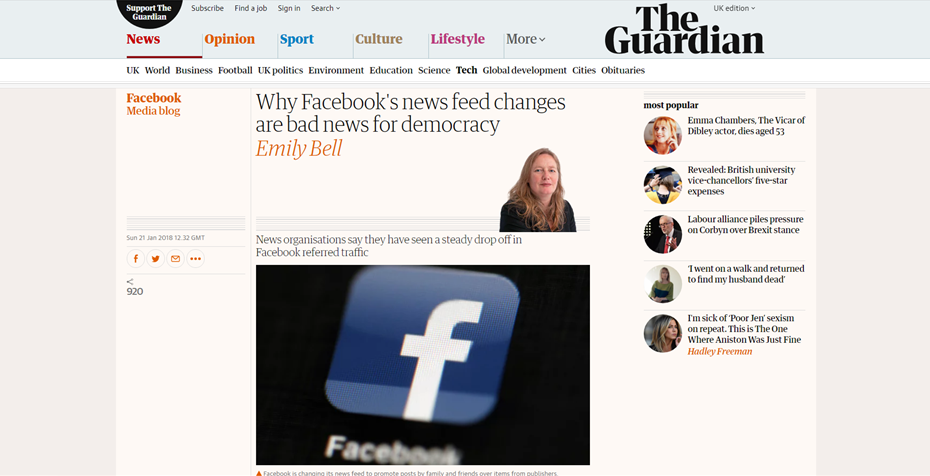 Support The
Guardian
Subscribe Find a job Sign in Search
UK edition
The
Guardian
News Opinion Sport Culture Lifestyle More
UK World Business Football UK politics Environment Education Science Tech Global development Cities Obituaries
Facebook
Media blog
Why Facebook's news feed changes
are bad news for democracy
Emily Bell
Sun 21 Jan 2018 12.32 GMT
920
News organisations say they have seen a steady drop off in
Facebook referred traffic
f
Facebook
Facebook is changing its news feed to promote posts by family and friends over items from publishers.
most popular
Emma Chambers, The Vicar of
Dibley actor, dies aged 53
Revealed: British university
vice-chancellors' five-star
expenses
Labour alliance piles pressure
on Corbyn over Brexit stance
'I went on a walk and returned
to find my husband dead'
I'm sick of 'Poor Jen' sexism
on repeat. This is The One
Where Aniston Was Just Fine
Hadley Freeman